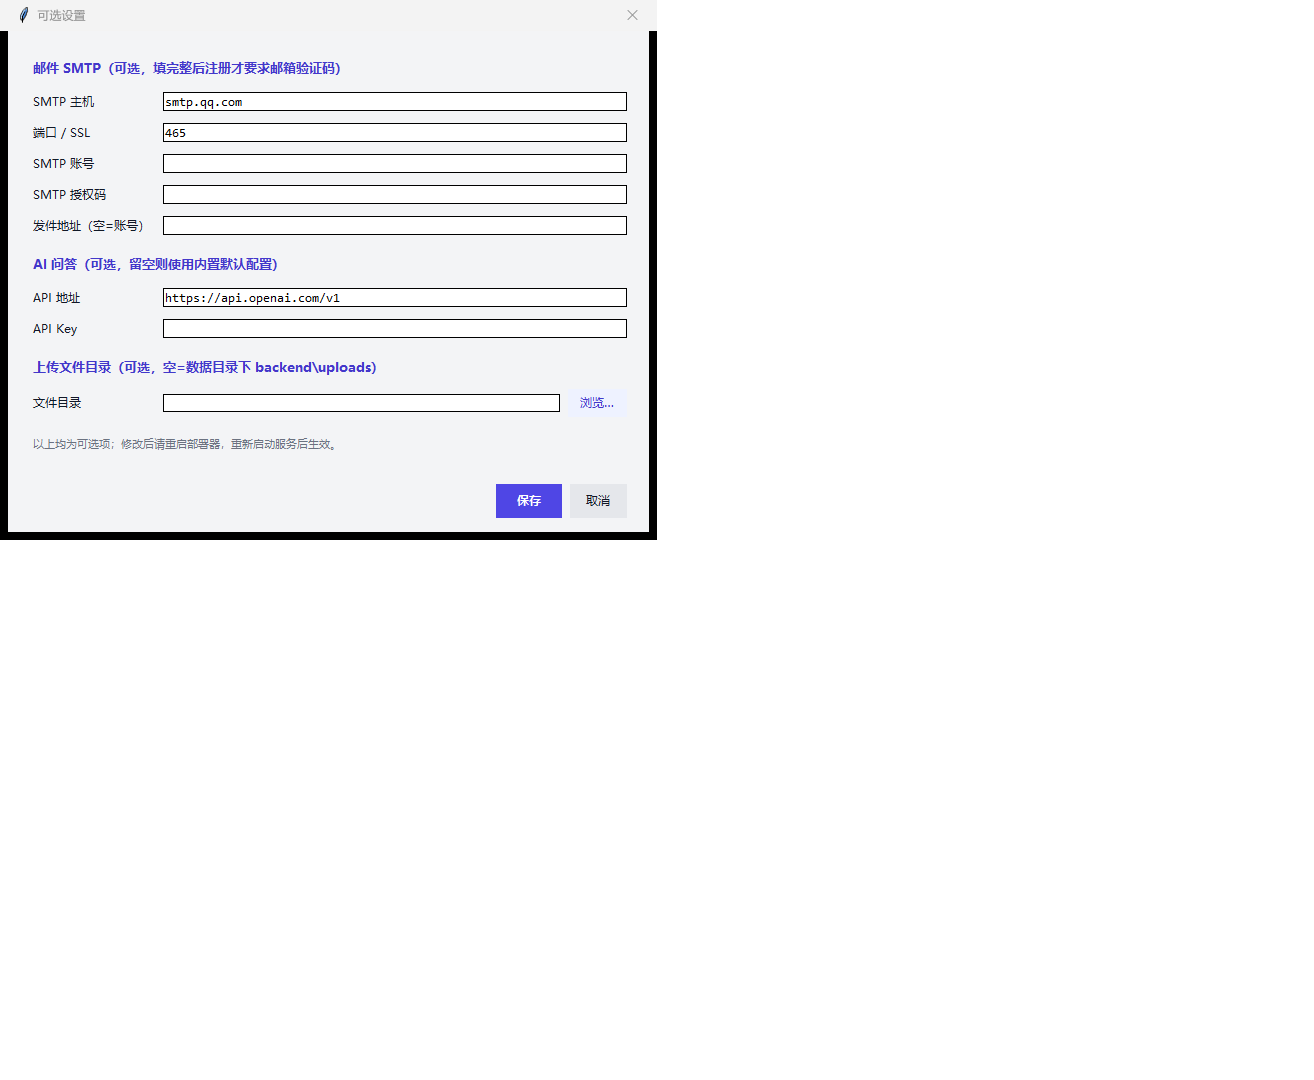 可选设置
邮件 SMTP（可选，填完整后注册才要求邮箱验证码）
SMTP 主机 smtp.qq.com
端口 / SSL 465
SMTP 账号
SMTP 授权码
发件地址（空=账号）
AI 问答（可选，留空则使用内置默认配置）
API 地址 https://api.openai.com/v1
API Key
上传文件目录（可选，空=数据目录下 backend\uploads）
文件目录 浏览...
以上均为可选项；修改后请重启部署器，重新启动服务后生效。
保存 取消